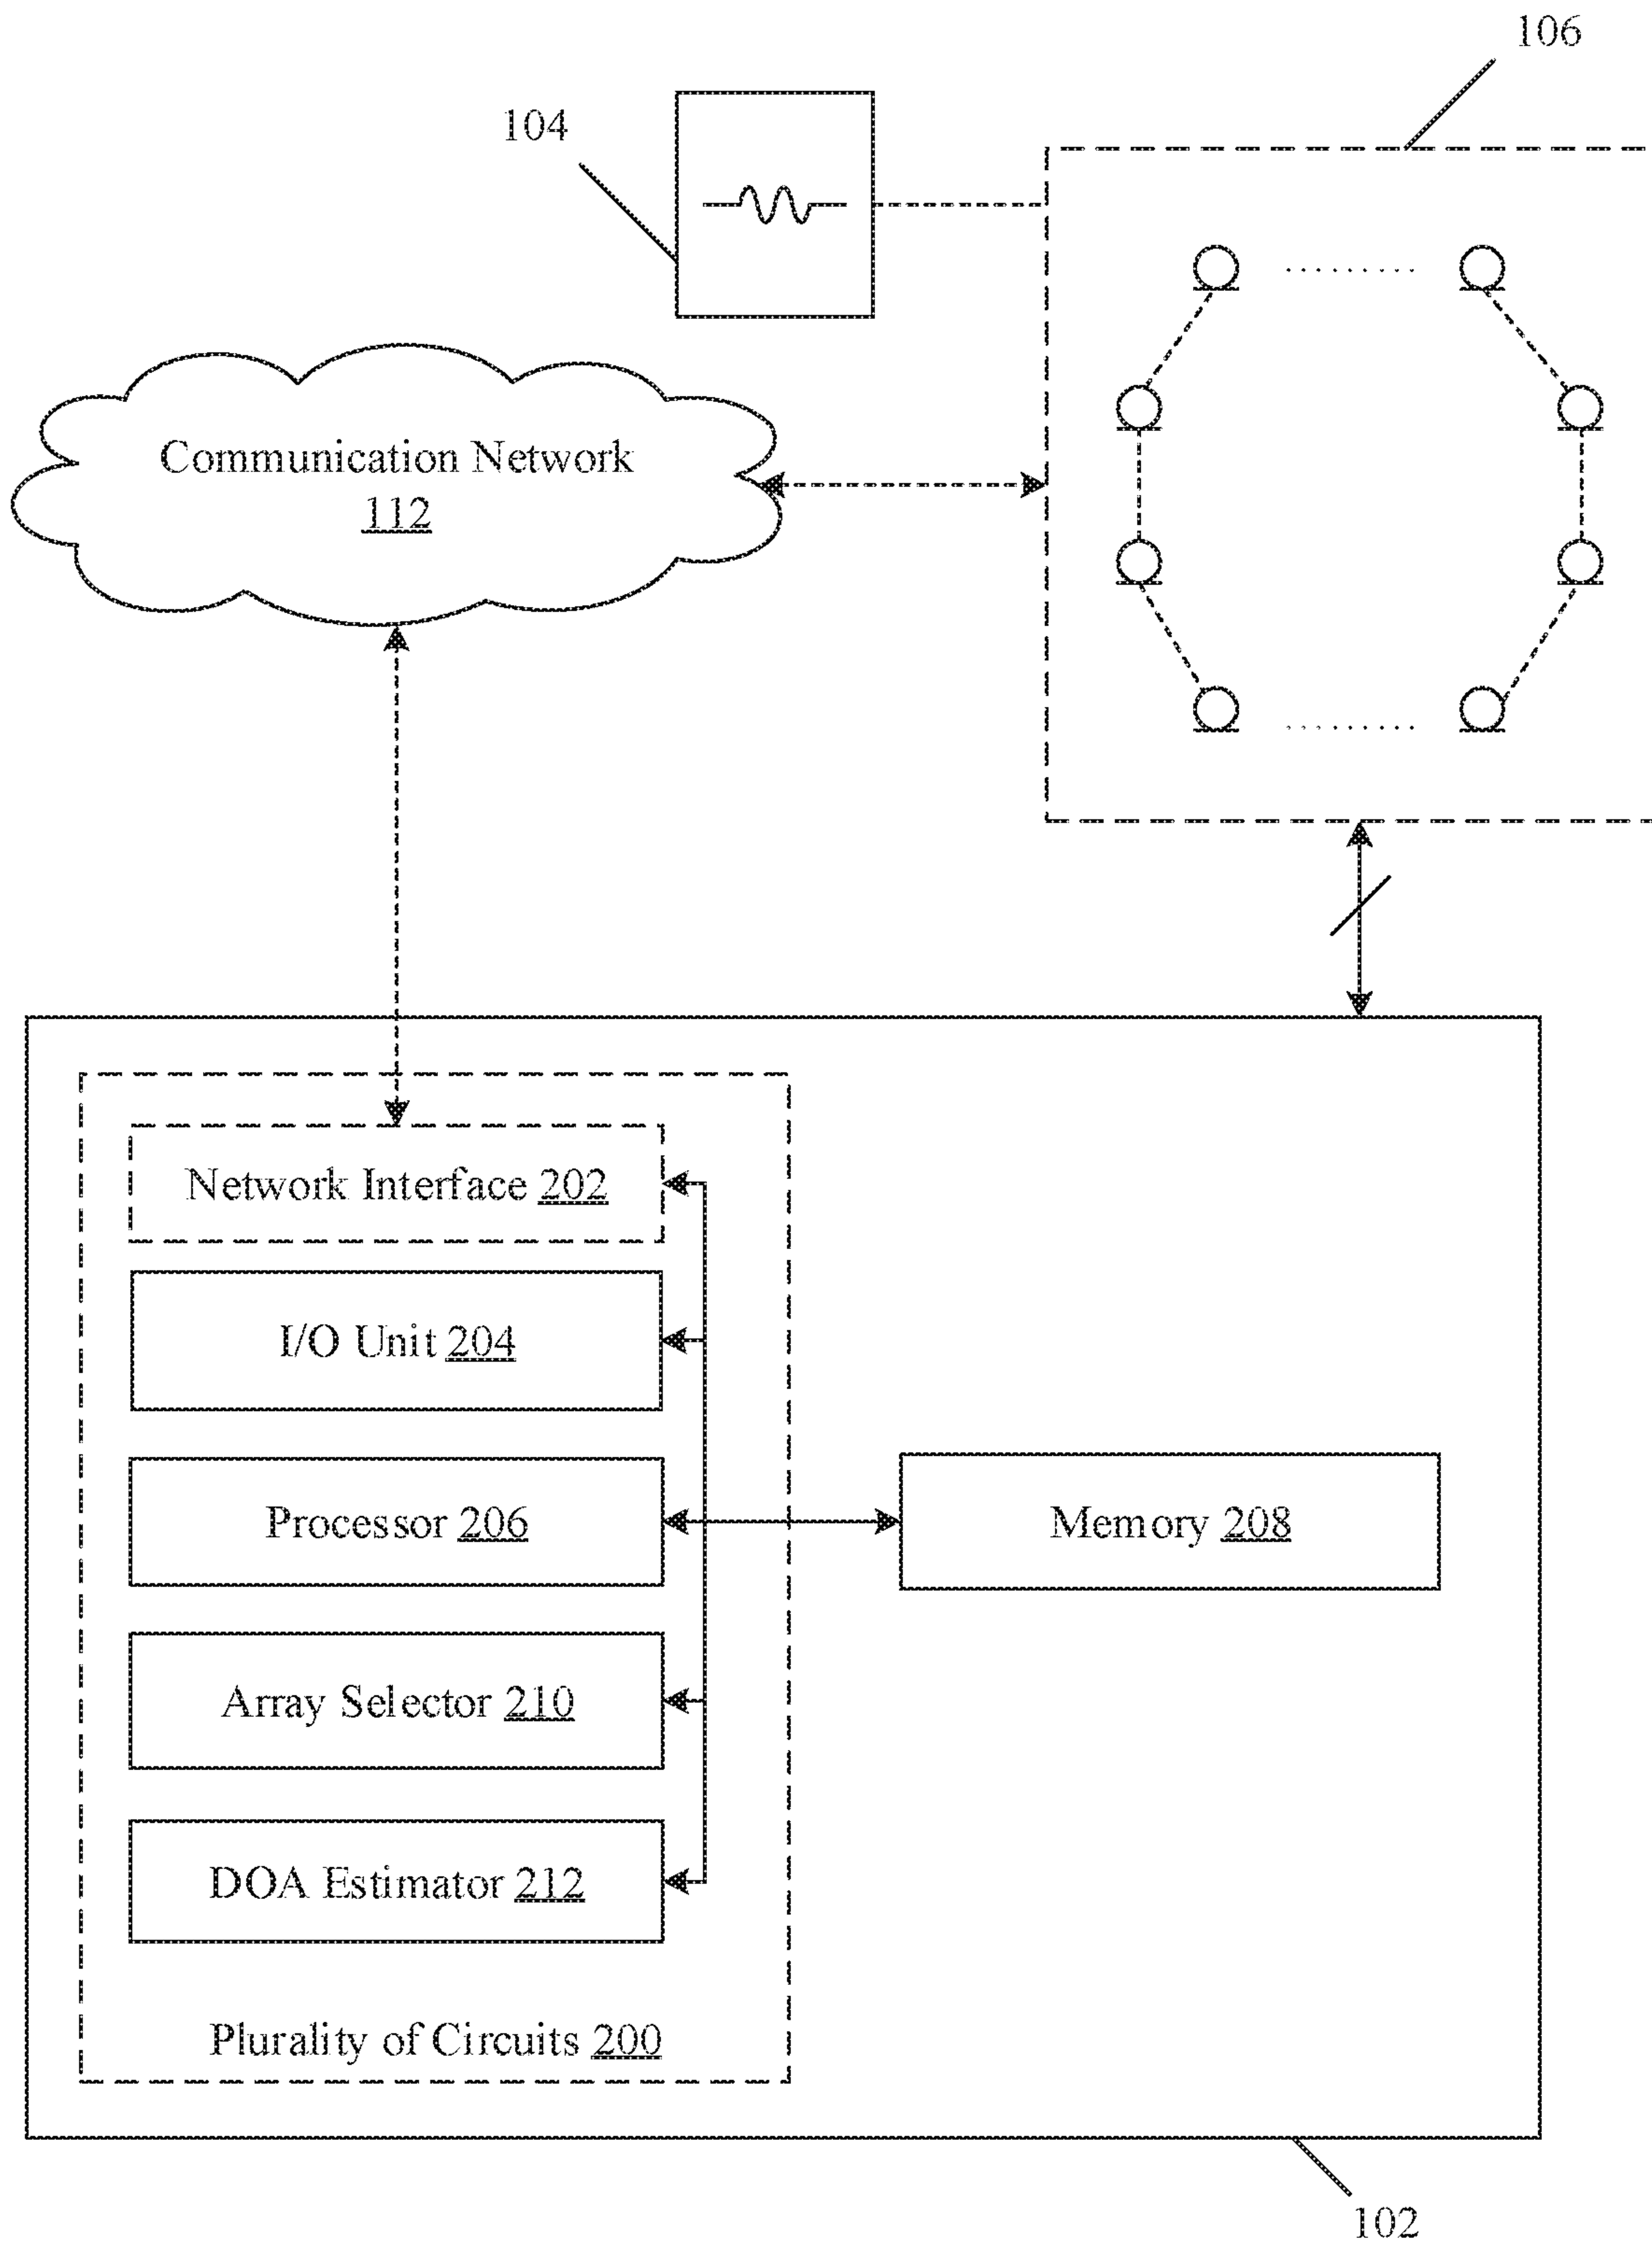 106
104
Communication Network
112
Network Interface 202
I/O Unit 204
Processor 206
Memory 208
Array Selector 210
DOA Estimator 212
Plurality of Circuits 200
102